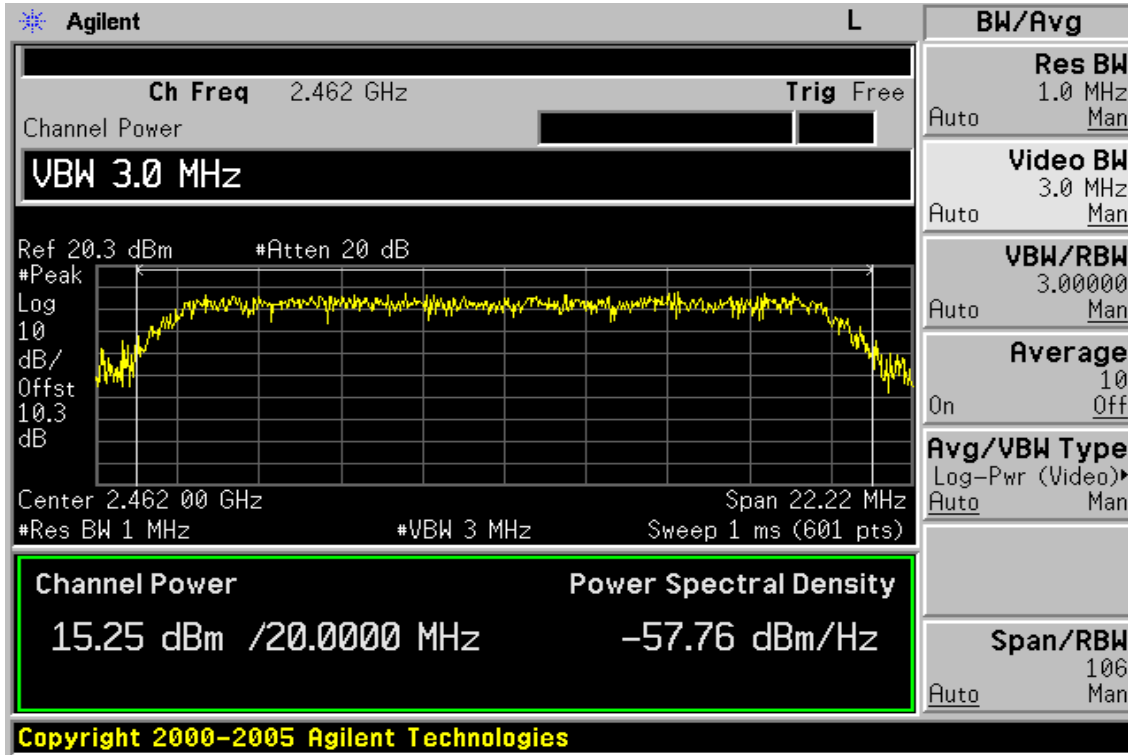 Agilent L
Ch Freq 2.462 GHz Trig Free
Channel Power
VBW 3.0 MHz
Ref 20.3 dBm #Atten 20 dB
#Peak
Log
10
dB/
Offst
10.3
dB
Center 2.462 00 GHz Span 22.22 MHz
#Res BW 1 MHz #VBW 3 MHz Sweep 1 ms (601 pts)
Channel Power Power Spectral Density
15.25 dBm /20.0000 MHz -57.76 dBm/Hz
Copyright 2000-2005 Agilent Technologies
BW/Avg
Res BW
1.0 MHz
Auto Man
Video BW
3.0 MHz
Auto Man
VBW/RBW
3.00000
Auto Man
Average
10
On Off
Avg/VBW Type
Log-Pwr (Video)▸
Auto Man
Span/RBW
106
Auto Man